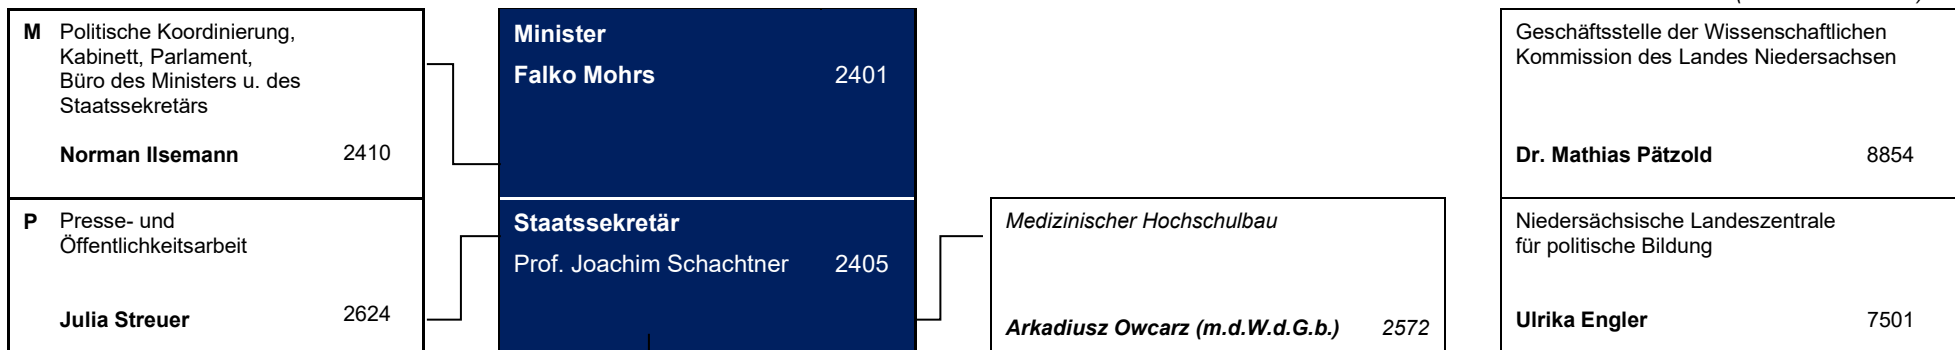 M Politische Koordinierung,
Kabinett, Parlament,
Büro des Ministers u. des
Staatssekretärs
Norman Ilsemann 2410
P Presse- und
Öffentlichkeitsarbeit
Julia Streuer 2624
Minister
Falko Mohrs 2401
Staatssekretär
Prof. Joachim Schachtner 2405
Medizinischer Hochschulbau
Arkadiusz Owcarz (m.d.W.d.G.b.) 2572
Geschäftsstelle der Wissenschaftlichen
Kommission des Landes Niedersachsen
Dr. Mathias Pätzold 8854
Niedersächsische Landeszentrale
für politische Bildung
Ulrika Engler 7501